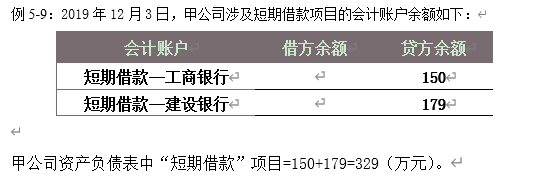 例 5-9：2019 年 12 月 3 日，甲公司涉及短期借款项目的会计账户余额如下：
会计账户 借方余额 贷方余额
短期借款—工商银行 150
短期借款—建设银行 179
甲公司资产负债表中“短期借款”项目=150+179=329（万元）。